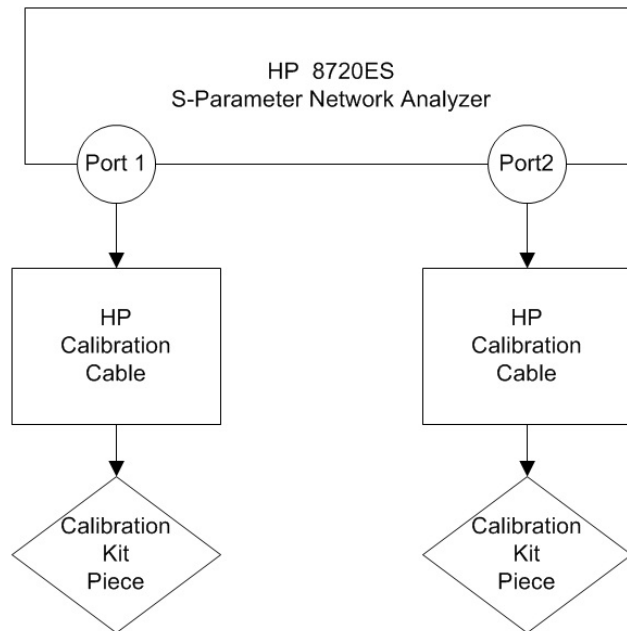 HP 8720ES
S-Parameter Network Analyzer
Port 1
Port2
HP
Calibration
Cable
HP
Calibration
Cable
Calibration
Kit
Piece
Calibration
Kit
Piece